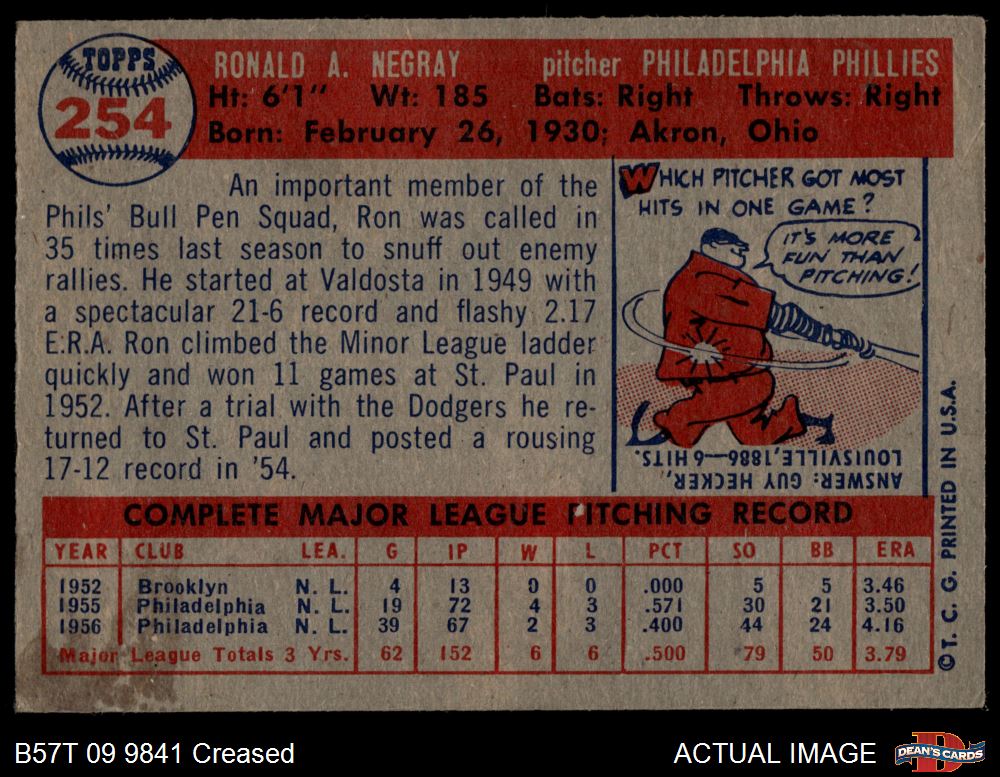 TOPPS
254
RONALD A. NEGRAY pitcher PHILADELPHIA PHILLIES
Ht: 6'1" Wt: 185 Bats: Right Throws: Right
Born: February 26, 1930; Akron, Ohio
An important member of the
Phils' Bull Pen Squad, Ron was called in
35 times last season to snuff out enemy
rallies. He started at Valdosta in 1949 with
a spectacular 21-6 record and flashy 2.17
E.R.A. Ron climbed the Minor League ladder
quickly and won 11 games at St. Paul in
1952. After a trial with the Dodgers he re-
turned to St. Paul and posted a rousing
17-12 record in '54.
WHICH PITCHER GOT MOST
HITS IN ONE GAME?
IT'S MORE
FUN THAN
PITCHING!
ANSWER: GUY HECKER,
LOUISVILLE, 1886—6 HITS.
COMPLETE MAJOR LEAGUE PITCHING RECORD
YEAR CLUB LEA. G IP W L PCT SO BB ERA
1952 Brooklyn N. L. 4 13 0 0 .000 5 5 3.46
1955 Philadelphia N. L. 19 72 4 3 .571 30 21 3.50
1956 Philadelphia N. L. 39 67 2 3 .400 44 24 4.16
Major League Totals 3 Yrs. 62 152 6 6 .500 79 50 3.79
© T. C. G. PRINTED IN U.S.A.
B57T 09 9841 Creased
ACTUAL IMAGE
DEAN'S CARDS